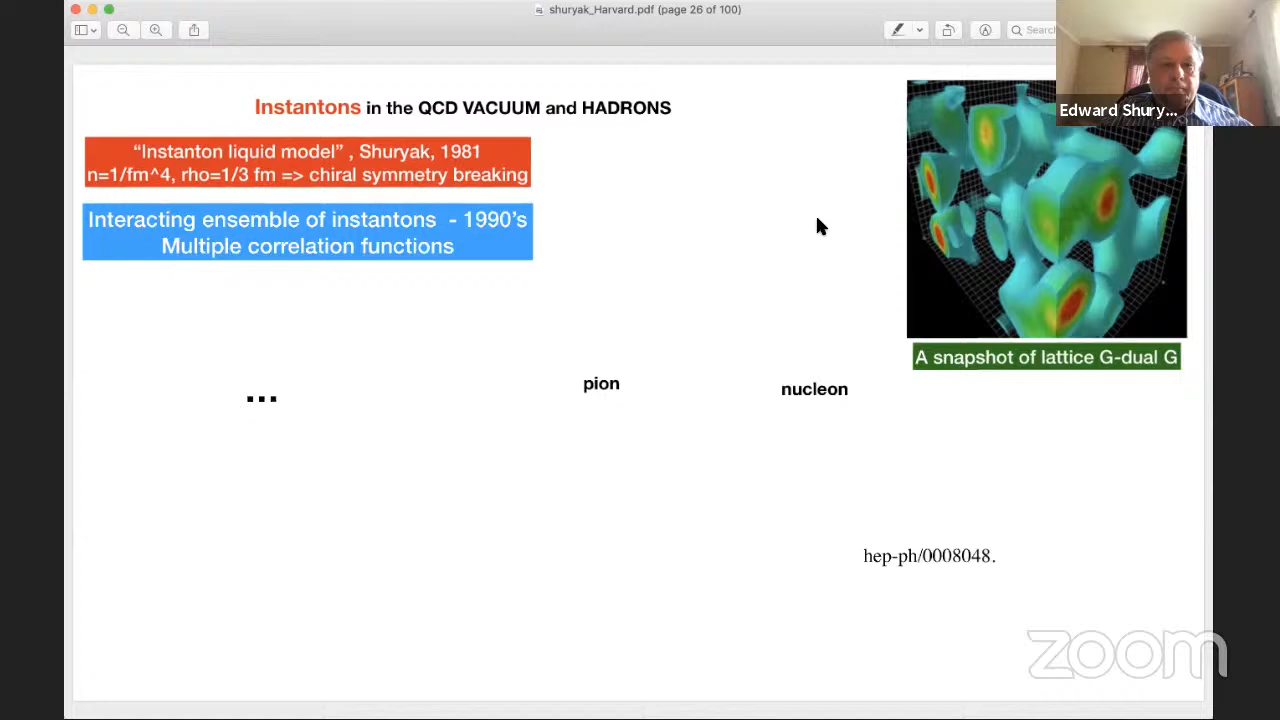 shuryak_Harvard.pdf (page 26 of 100)
Search
Edward Shury...
Instantons in the QCD VACUUM and HADRONS
“Instanton liquid model” , Shuryak, 1981
n=1/fm^4, rho=1/3 fm => chiral symmetry breaking
Interacting ensemble of instantons - 1990’s
Multiple correlation functions
A snapshot of lattice G-dual G
...
pion
nucleon
hep-ph/0008048.
zoom